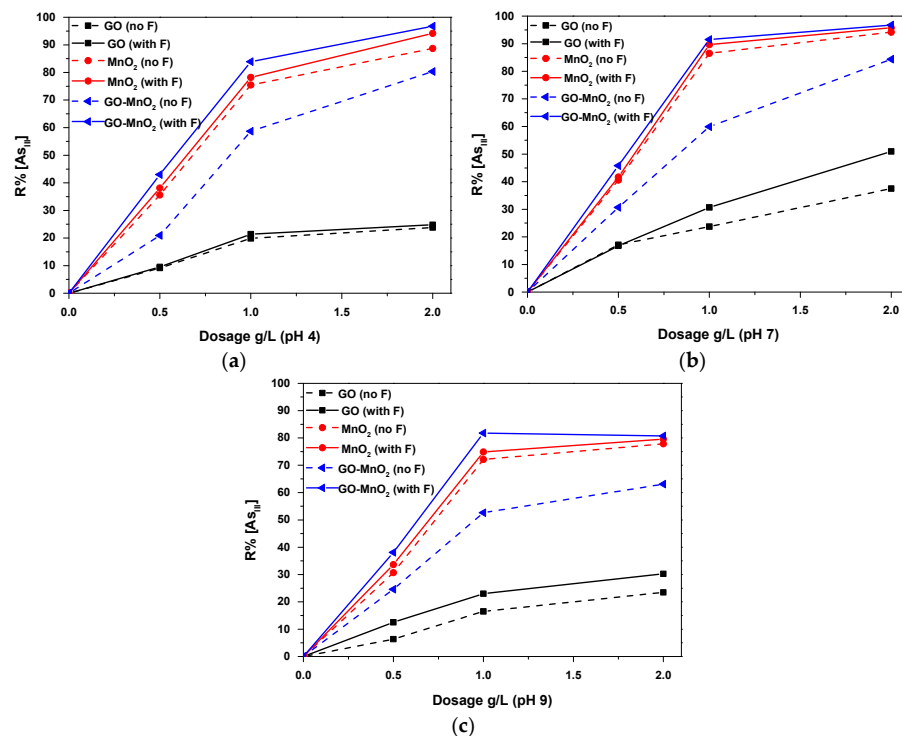 GO (no F)
GO (with F)
MnO₂ (no F)
MnO₂ (with F)
GO-MnO₂ (no F)
GO-MnO₂ (with F)
R% [As_III]
100
90
80
70
60
50
40
30
20
10
0
0.0 0.5 1.0 1.5 2.0
Dosage g/L (pH 4)
(a)
GO (no F)
GO (with F)
MnO₂ (no F)
MnO₂ (with F)
GO-MnO₂ (no F)
GO-MnO₂ (with F)
R% [As_III]
100
90
80
70
60
50
40
30
20
10
0
0.0 0.5 1.0 1.5 2.0
Dosage g/L (pH 7)
(b)
GO (no F)
GO (with F)
MnO₂ (no F)
MnO₂ (with F)
GO-MnO₂ (no F)
GO-MnO₂ (with F)
R% [As_III]
100
90
80
70
60
50
40
30
20
10
0
0.0 0.5 1.0 1.5 2.0
Dosage g/L (pH 9)
(c)